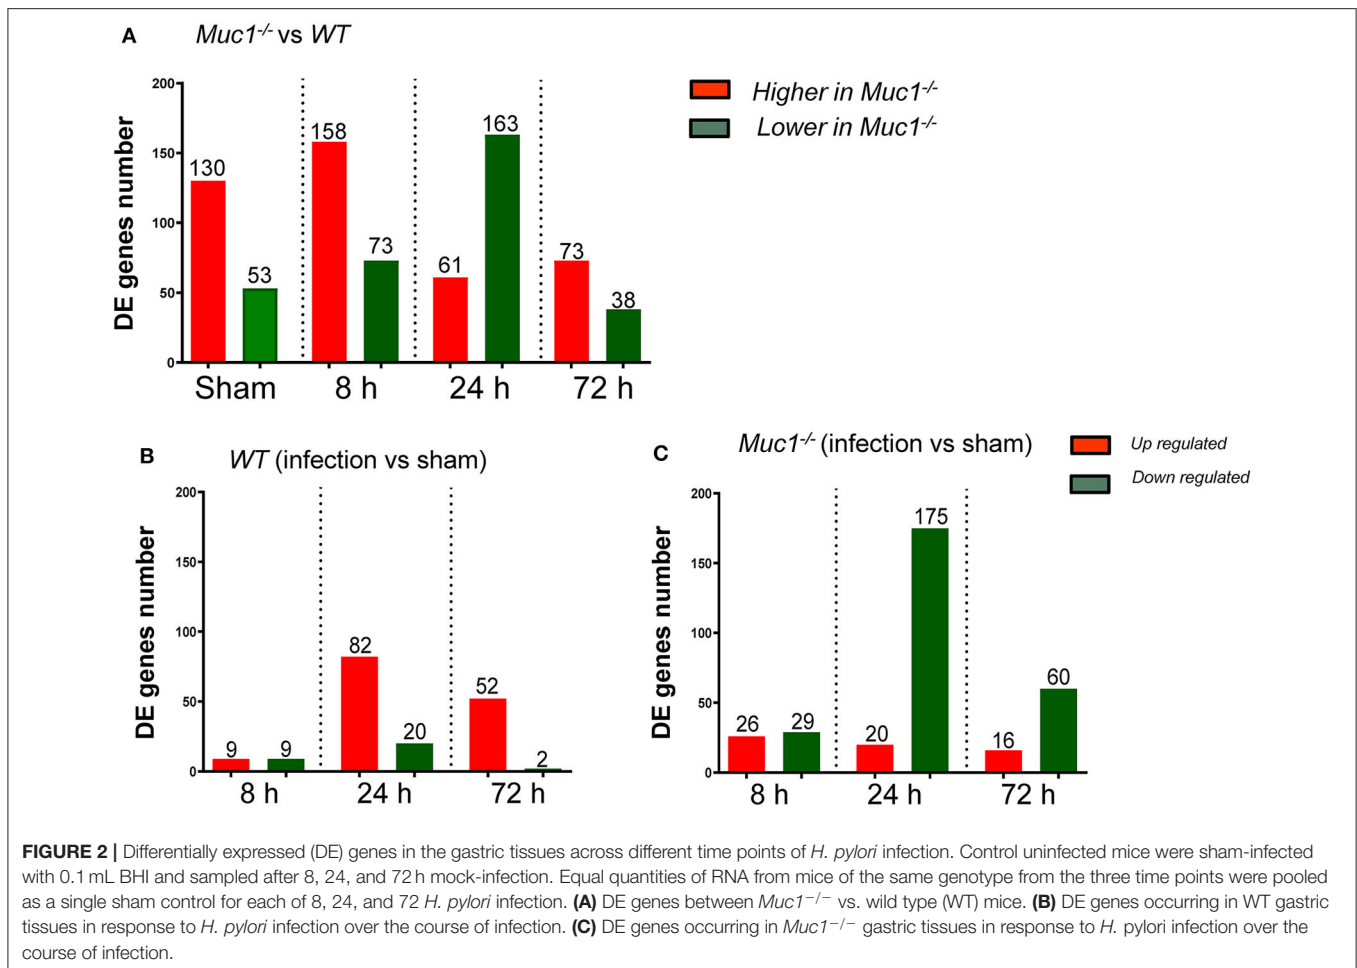 A Muc1-/- vs WT
Higher in Muc1-/-
Lower in Muc1-/-
DE genes number
200
150
100
50
0
130
53
158
73
61
163
73
38
Sham 8 h 24 h 72 h
B WT (infection vs sham)
DE genes number
200
150
100
50
0
9
9
82
20
52
2
8 h 24 h 72 h
C Muc1-/- (infection vs sham)
Up regulated
Down regulated
DE genes number
200
150
100
50
0
26
29
20
175
16
60
8 h 24 h 72 h
FIGURE 2 | Differentially expressed (DE) genes in the gastric tissues across different time points of H. pylori infection. Control uninfected mice were sham-infected
with 0.1 mL BHI and sampled after 8, 24, and 72 h mock-infection. Equal quantities of RNA from mice of the same genotype from the three time points were pooled
as a single sham control for each of 8, 24, and 72 H. pylori infection. (A) DE genes between Muc1−/− vs. wild type (WT) mice. (B) DE genes occurring in WT gastric
tissues in response to H. pylori infection over the course of infection. (C) DE genes occurring in Muc1−/− gastric tissues in response to H. pylori infection over the
course of infection.